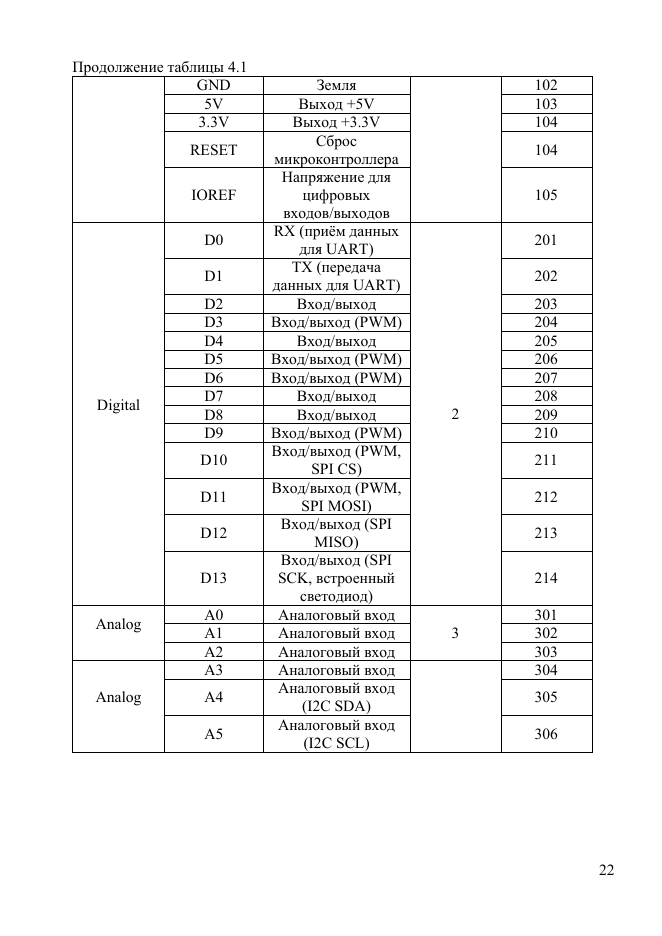 Продолжение таблицы 4.1
GND Земля 102
5V Выход +5V 103
3.3V Выход +3.3V 104
RESET Сброс микроконтроллера 104
IOREF Напряжение для цифровых входов/выходов 105
Digital 2
D0 RX (приём данных для UART) 201
D1 TX (передача данных для UART) 202
D2 Вход/выход 203
D3 Вход/выход (PWM) 204
D4 Вход/выход 205
D5 Вход/выход (PWM) 206
D6 Вход/выход (PWM) 207
D7 Вход/выход 208
D8 Вход/выход 209
D9 Вход/выход (PWM) 210
D10 Вход/выход (PWM, SPI CS) 211
D11 Вход/выход (PWM, SPI MOSI) 212
D12 Вход/выход (SPI MISO) 213
D13 Вход/выход (SPI SCK, встроенный светодиод) 214
Analog 3
A0 Аналоговый вход 301
A1 Аналоговый вход 302
A2 Аналоговый вход 303
Analog
A3 Аналоговый вход 304
A4 Аналоговый вход (I2C SDA) 305
A5 Аналоговый вход (I2C SCL) 306
22